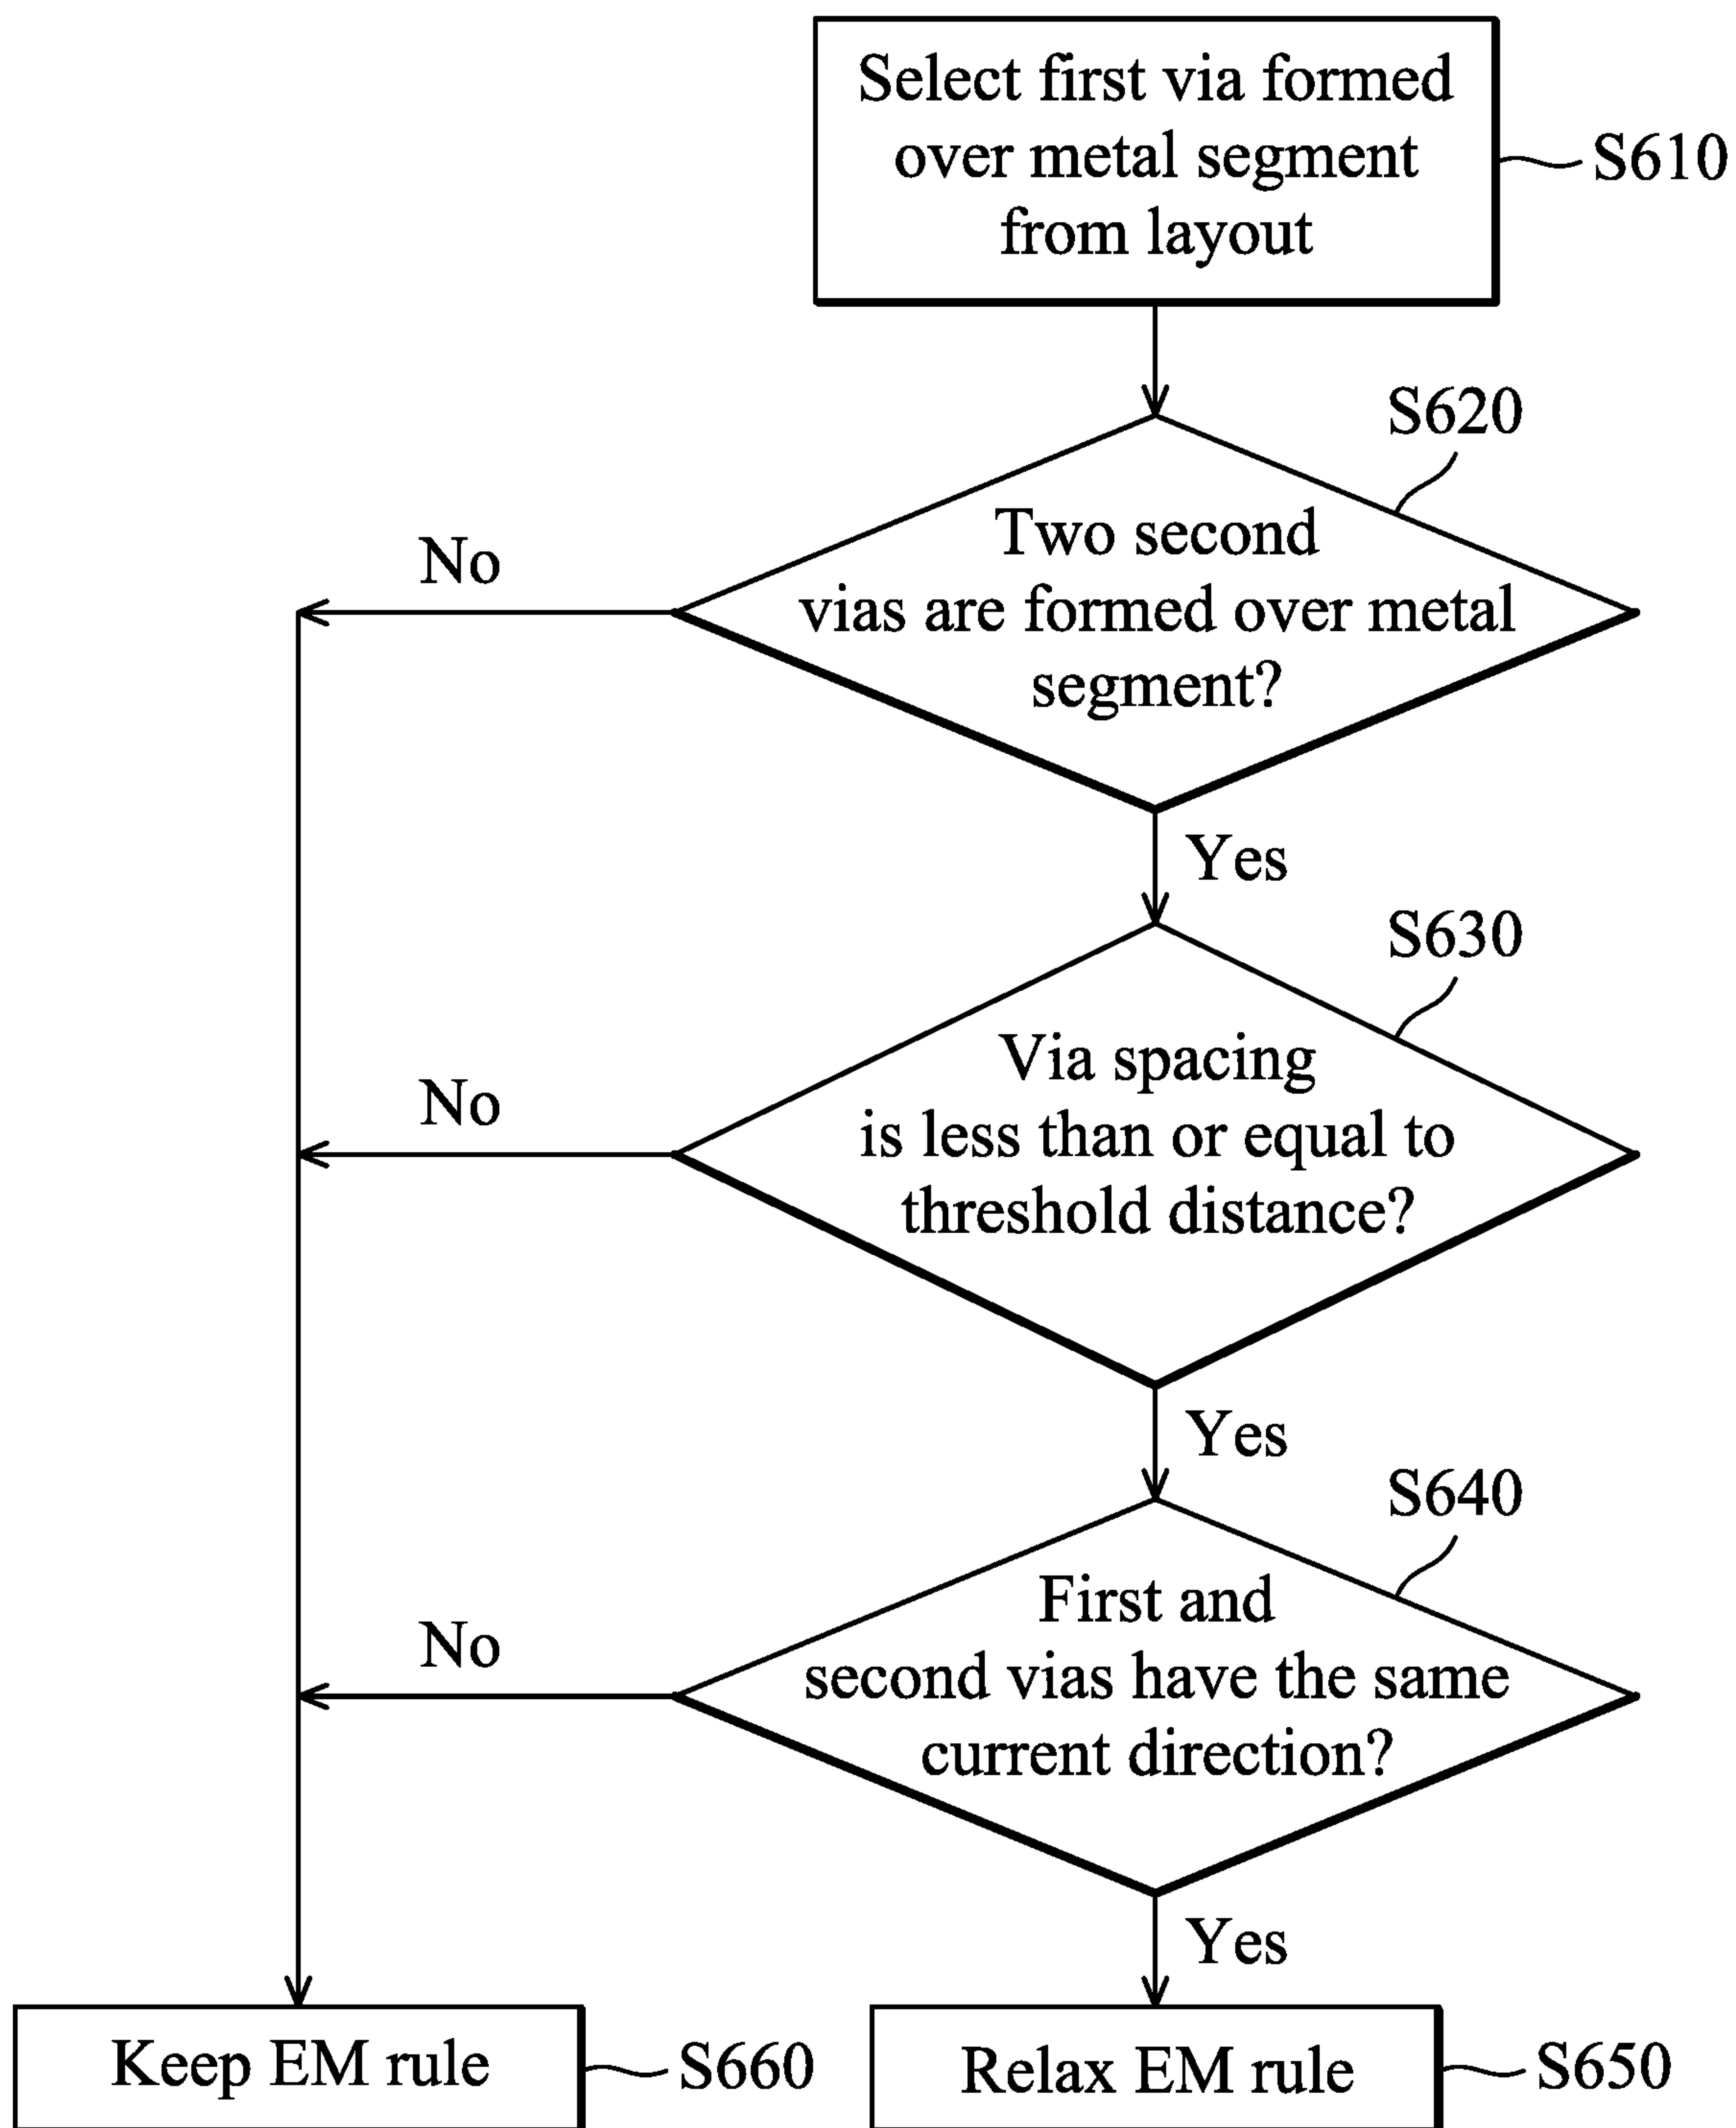 Select first via formed
over metal segment
from layout
S610
S620
Two second
vias are formed over metal
segment?
No
Yes
S630
Via spacing
is less than or equal to
threshold distance?
No
Yes
S640
First and
second vias have the same
current direction?
No
Yes
Keep EM rule
S660
Relax EM rule
S650